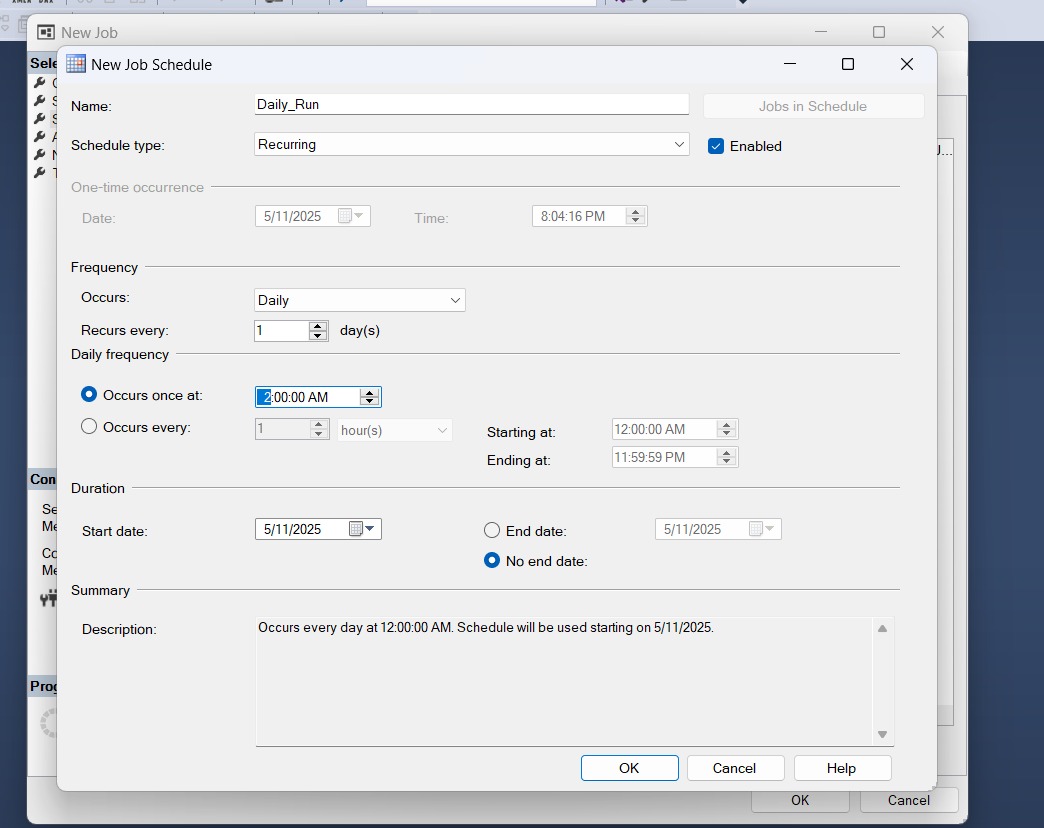 New Job
Sele
New Job Schedule
Name:
Daily_Run
Jobs in Schedule
Schedule type:
Recurring
Enabled
One-time occurrence
Date:
5/11/2025
Time:
8:04:16 PM
Frequency
Occurs:
Daily
Recurs every:
1
day(s)
Daily frequency
Occurs once at:
2:00:00 AM
Occurs every:
1
hour(s)
Starting at:
12:00:00 AM
Ending at:
11:59:59 PM
Con
Duration
Se
Me
Start date:
5/11/2025
End date:
5/11/2025
Co
Me
No end date:
Summary
Description:
Occurs every day at 12:00:00 AM. Schedule will be used starting on 5/11/2025.
Prog
OK
Cancel
Help
OK
Cancel